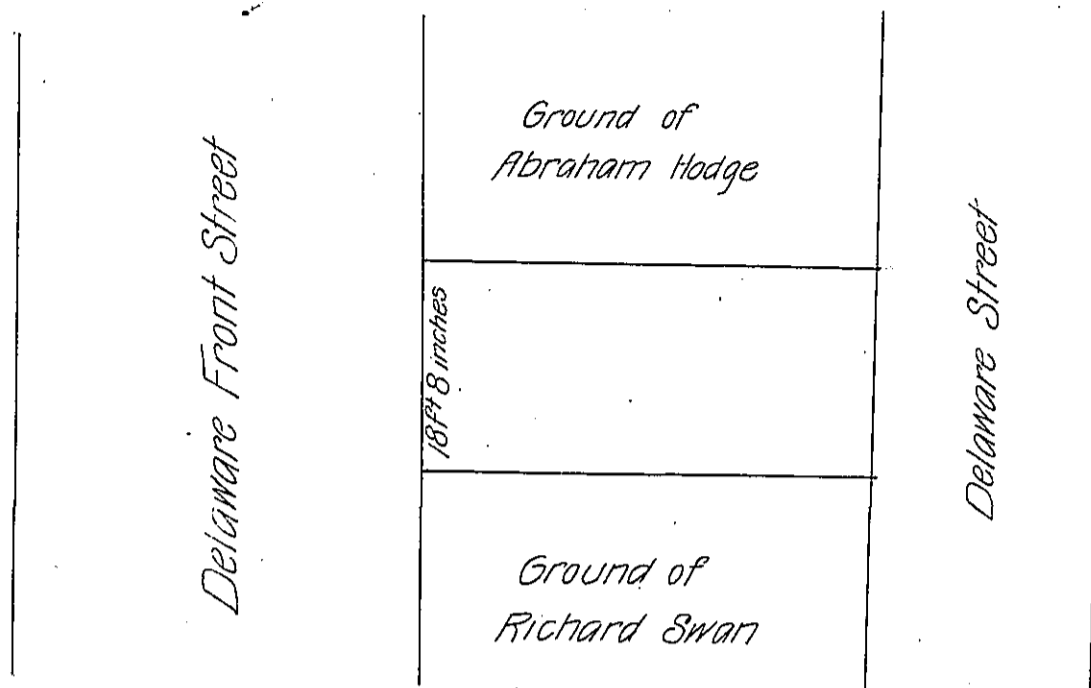 Delaware Front Street
Ground of
Abraham Hodge
18ft 8 inches
Ground of
Richard Swan
Delaware Street